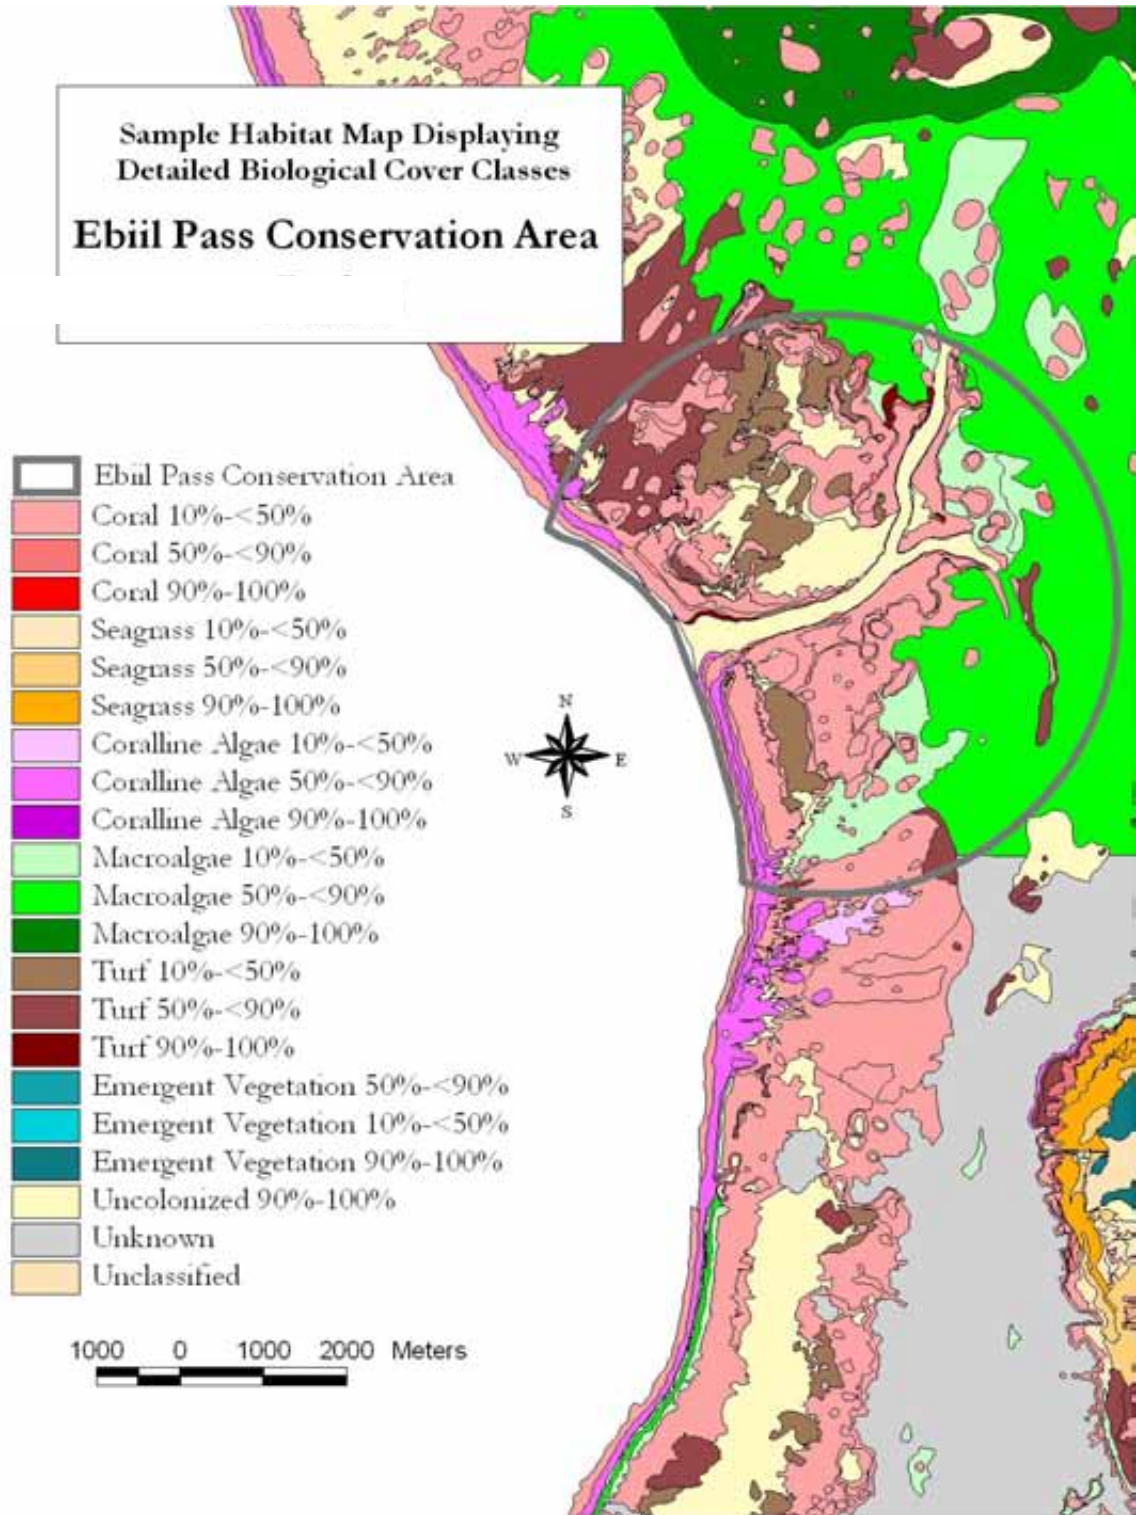 Sample Habitat Map Displaying
Detailed Biological Cover Classes
Ebiil Pass Conservation Area
Ebiil Pass Conservation Area
Coral 10%-<50%
Coral 50%-<90%
Coral 90%-100%
Seagrass 10%-<50%
Seagrass 50%-<90%
Seagrass 90%-100%
Coralline Algae 10%-<50%
Coralline Algae 50%-<90%
Coralline Algae 90%-100%
Macroalgae 10%-<50%
Macroalgae 50%-<90%
Macroalgae 90%-100%
Turf 10%-<50%
Turf 50%-<90%
Turf 90%-100%
Emergent Vegetation 50%-<90%
Emergent Vegetation 10%-<50%
Emergent Vegetation 90%-100%
Uncolonized 90%-100%
Unknown
Unclassified
N
W E
S
1000 0 1000 2000 Meters